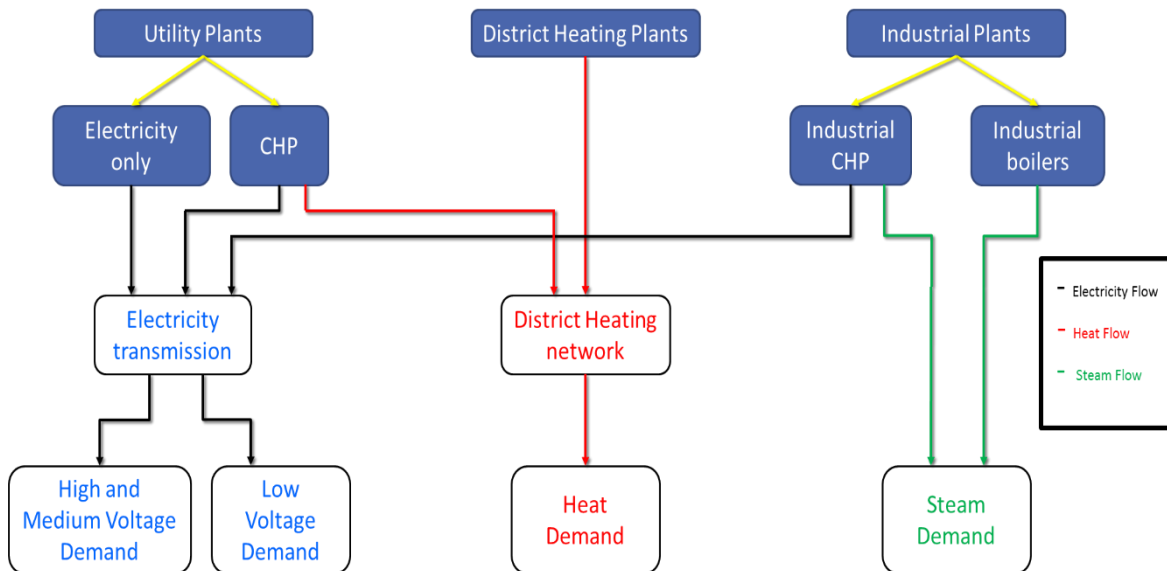 Utility Plants
District Heating Plants
Industrial Plants
Electricity
only
CHP
Industrial
CHP
Industrial
boilers
Electricity
transmission
District Heating
network
- Electricity Flow
- Heat Flow
- Steam Flow
High and
Medium Voltage
Demand
Low
Voltage
Demand
Heat
Demand
Steam
Demand